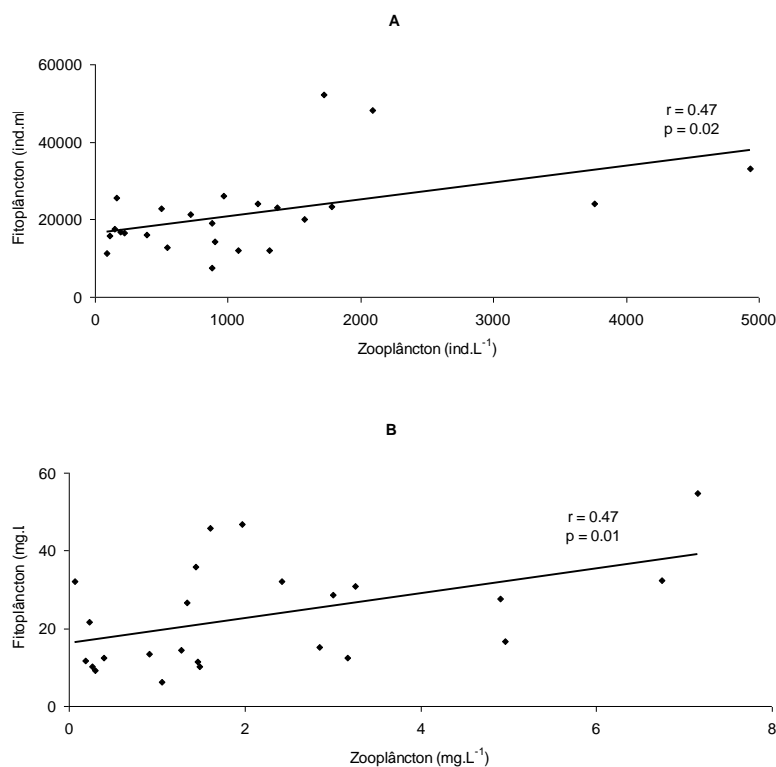 A
60000
40000
20000
0
Fitoplâncton (ind.ml
r = 0.47
p = 0.02
0 1000 2000 3000 4000 5000
Zooplâncton (ind.L⁻¹)
B
60
40
20
0
Fitoplâncton (mg.l
r = 0.47
p = 0.01
0 2 4 6 8
Zooplâncton (mg.L⁻¹)